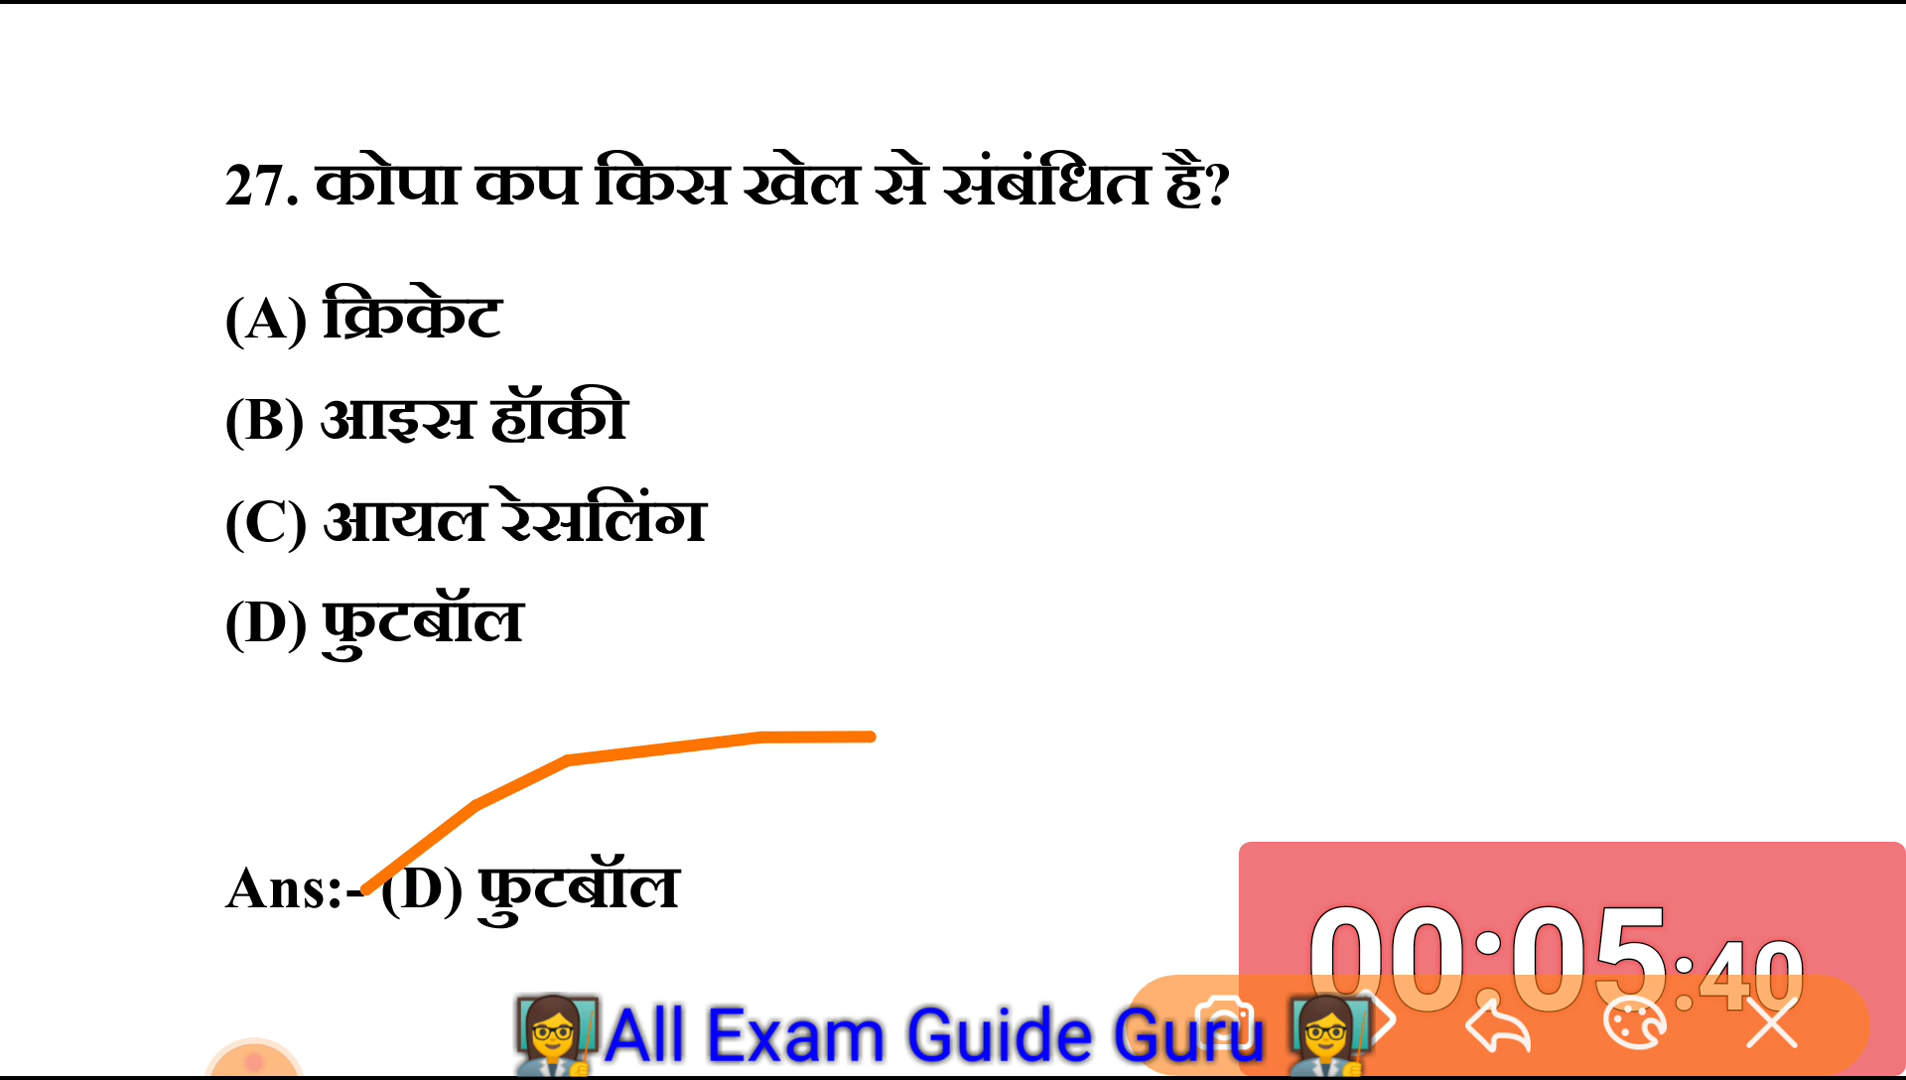 27. कोपा कप किस खेल से संबंधित है?
(A) क्रिकेट
(B) आइस हॉकी
(C) आयल रेसलिंग
(D) फुटबॉल
Ans:- (D) फुटबॉल
00:05:40
All Exam Guide Guru